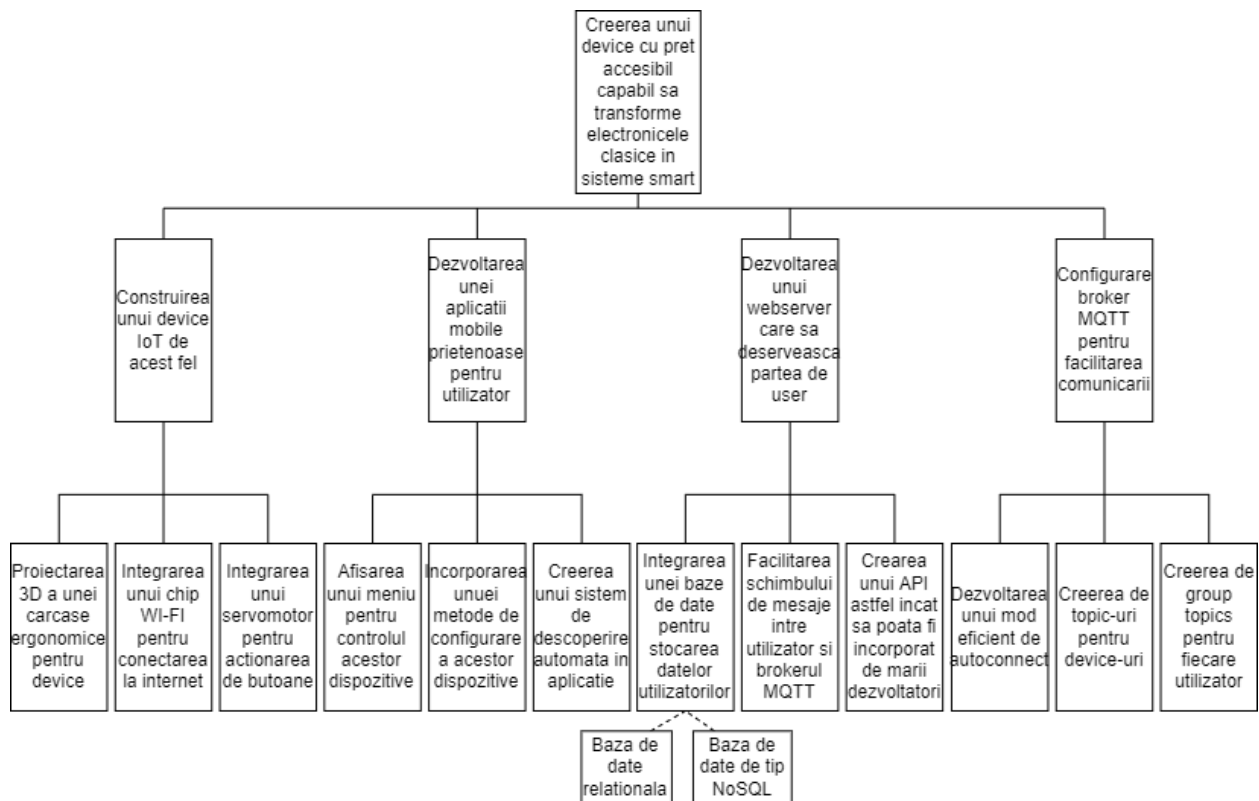 Creerea unui
device cu pret
accesibil
capabil sa
transforme
electronicele
clasice in
sisteme smart
Construirea
unui device
IoT de
acest fel
Dezvoltarea
unei
aplicatii
mobile
prietenoase
pentru
utilizator
Dezvoltarea
unui
webserver
care sa
deserveasca
partea de
user
Configurare
broker
MQTT
pentru
facilitarea
comunicarii
Proiectarea
3D a unei
carcase
ergonomice
pentru
device
Integrarea
unui chip
WI-FI
pentru
conectarea
la internet
Integrarea
unui
servomotor
pentru
actionarea
de butoane
Afisarea
unui meniu
pentru
controlul
acestor
dispozitive
Incorporarea
unuei
metode de
configurare
a acestor
dispozitive
Creerea
unui sistem
de
descoperire
automata in
aplicatie
Integrarea
unei baze
de date
pentru
stocarea
datelor
utilizatorilor
Facilitarea
schimbului
de mesaje
intre
utilizator si
brokerul
MQTT
Crearea
unui API
astfel incat
sa poata fi
incorporat
de marii
dezvoltatori
Dezvoltarea
unui mod
eficient de
autoconnect
Creerea de
topic-uri
pentru
device-uri
Creerea de
group
topics
pentru
fiecare
utilizator
Baza de
date
relationala
Baza de
date de tip
NoSQL